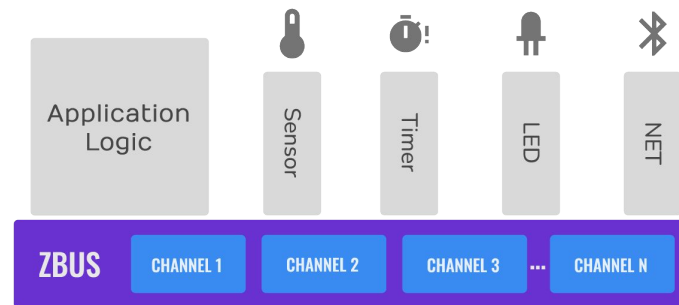 Application
Logic
Sensor
Timer
LED
NET
ZBUS
CHANNEL 1
CHANNEL 2
CHANNEL 3
...
CHANNEL N